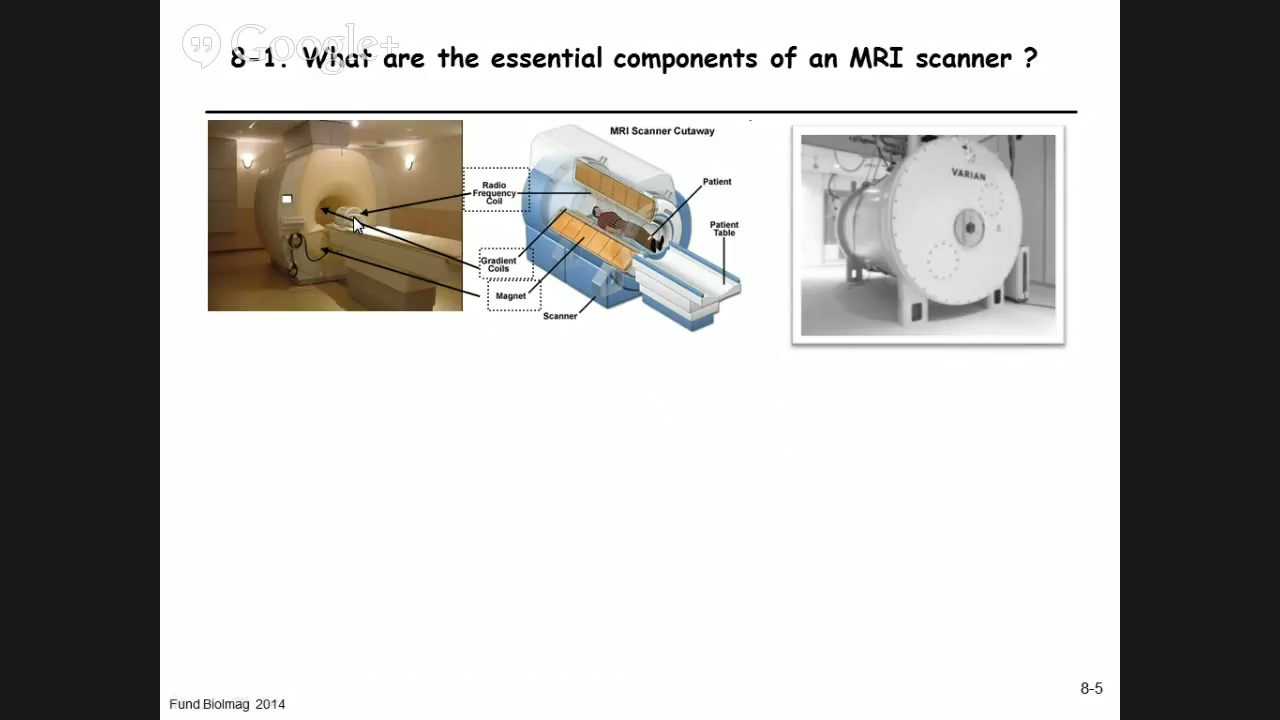 Google+
8-1. What are the essential components of an MRI scanner ?
MRI Scanner Cutaway
Radio
Frequency
Coil
Gradient
Coils
Magnet
Scanner
Patient
Patient
Table
VARIAN
8-5
Fund BioImag 2014